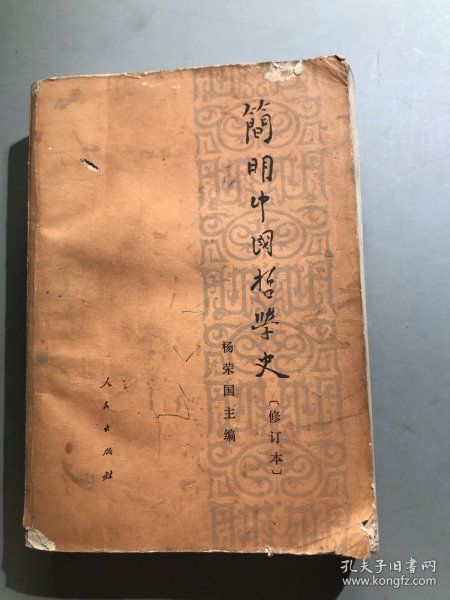 簡明中國哲學史
〔修订本〕
杨荣国主编
人民出版社
孔夫子旧书网
www.kongfz.com